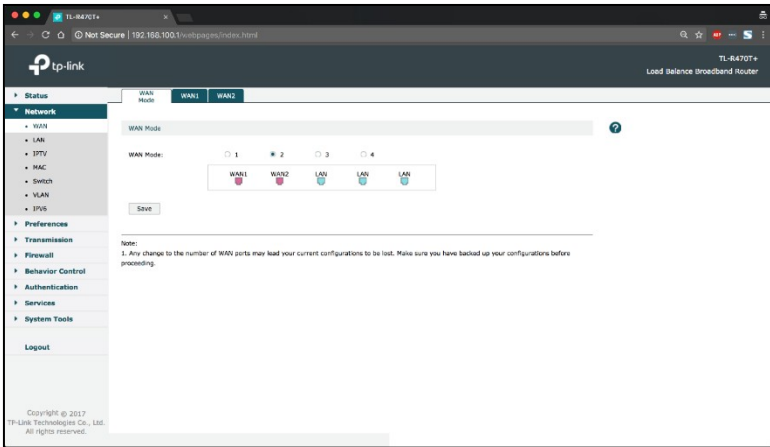 TL-R470T+
Not Secure | 192.168.100.1/webpages/index.html
tp-link
TL-R470T+
Load Balance Broadband Router
Status
Network
WAN
LAN
IPTV
MAC
Switch
VLAN
IPV6
Preferences
Transmission
Firewall
Behavior Control
Authentication
Services
System Tools
Logout
Copyright © 2017
TP-Link Technologies Co., Ltd.
All rights reserved.
WAN
Mode
WAN1
WAN2
WAN Mode
WAN Mode: 1 2 3 4
WAN1 WAN2 LAN LAN LAN
Save
Note:
1. Any change to the number of WAN ports may lead your current configurations to be lost. Make sure you have backed up your configurations before
proceeding.